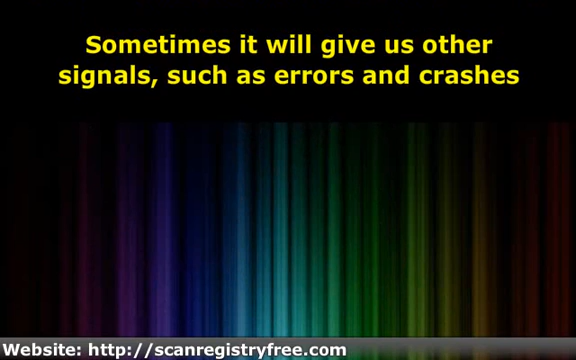 Sometimes it will give us other
signals, such as errors and crashes
Website: http://scanregistryfree.com